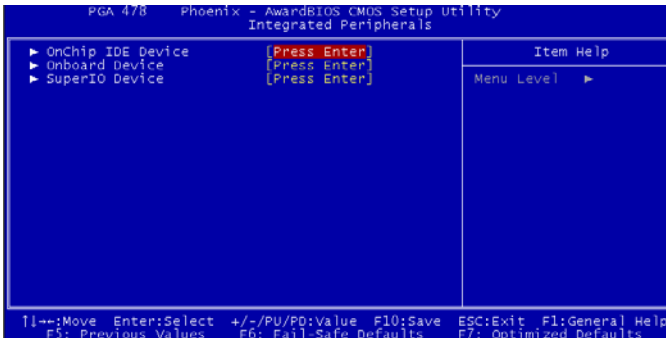 PGA 478 Phoenix - AwardBIOS CMOS Setup Utility
Integrated Peripherals
► OnChip IDE Device [Press Enter]
► Onboard Device [Press Enter]
► SuperIO Device [Press Enter]
Item Help
Menu Level ►
↑↓→←:Move Enter:Select +/-/PU/PD:Value F10:Save ESC:Exit F1:General Help
F5: Previous Values F6: Fail-Safe Defaults F7: Optimized Defaults